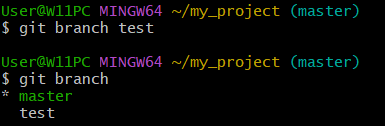 User@W11PC MINGW64 ~/my_project (master)
$ git branch test
User@W11PC MINGW64 ~/my_project (master)
$ git branch
* master
  test